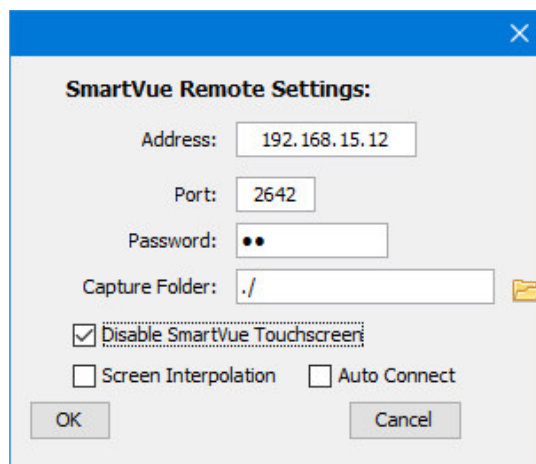 SmartVue Remote Settings:
Address: 192.168.15.12
Port: 2642
Password: ●●
Capture Folder: ./
Disable SmartVue Touchscreen
Screen Interpolation Auto Connect
OK Cancel